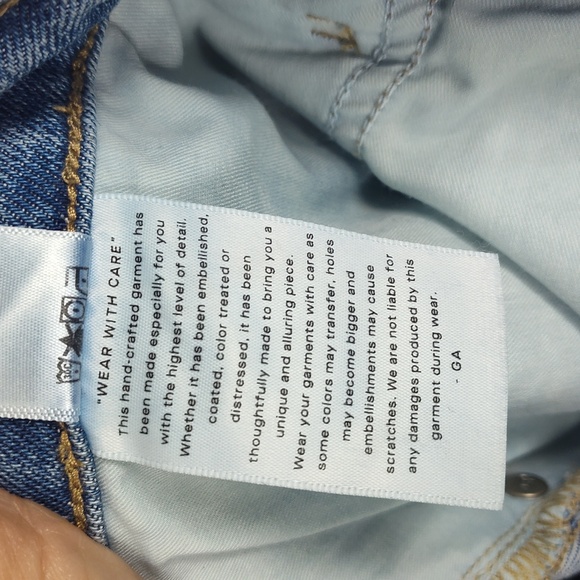 "WEAR WITH CARE"
This hand-crafted garment has
been made especially for you
with the highest level of detail.
Whether it has been embellished,
coated, color treated or
distressed, it has been
thoughtfully made to bring you a
unique and alluring piece.
Wear your garments with care as
some colors may transfer, holes
may become bigger and
embellishments may cause
scratches. We are not liable for
any damages produced by this
garment during wear.
- GA